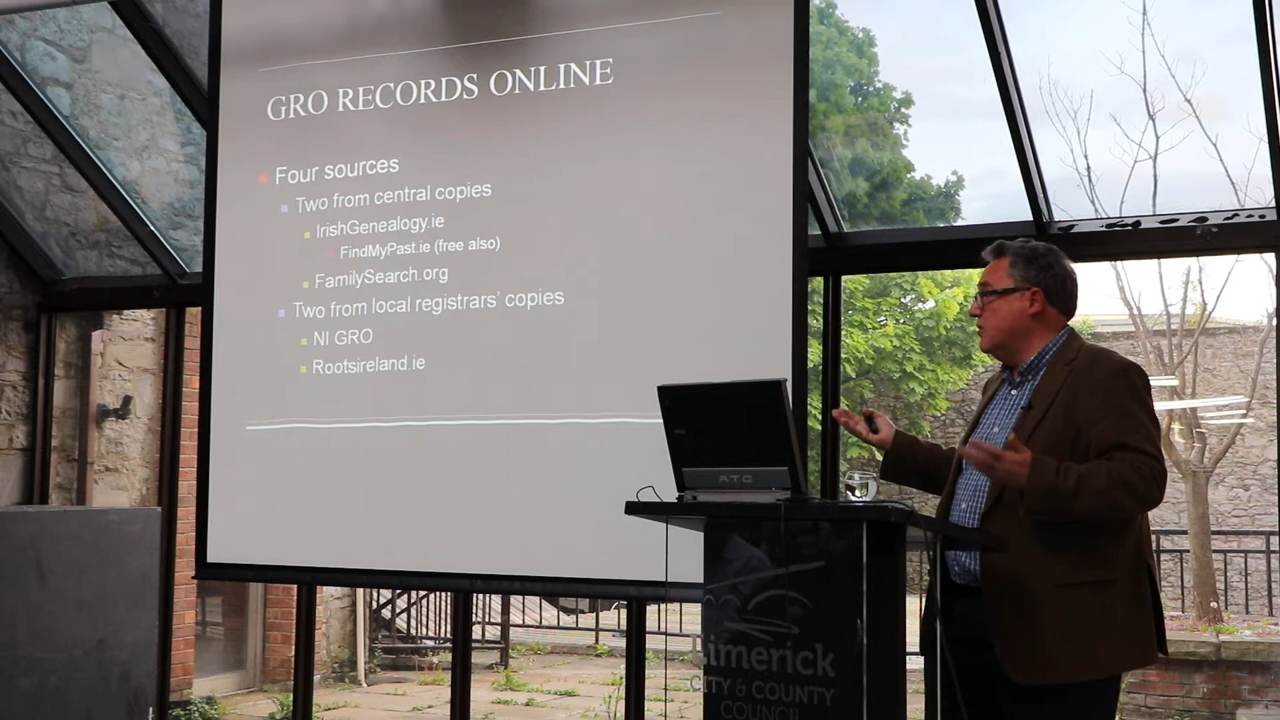 GRO RECORDS ONLINE
Four sources
Two from central copies
IrishGenealogy.ie
FindMyPast.ie (free also)
FamilySearch.org
Two from local registrars' copies
NI GRO
Rootsireland.ie
ATG
Limerick
CITY & COUNTY
COUNCIL